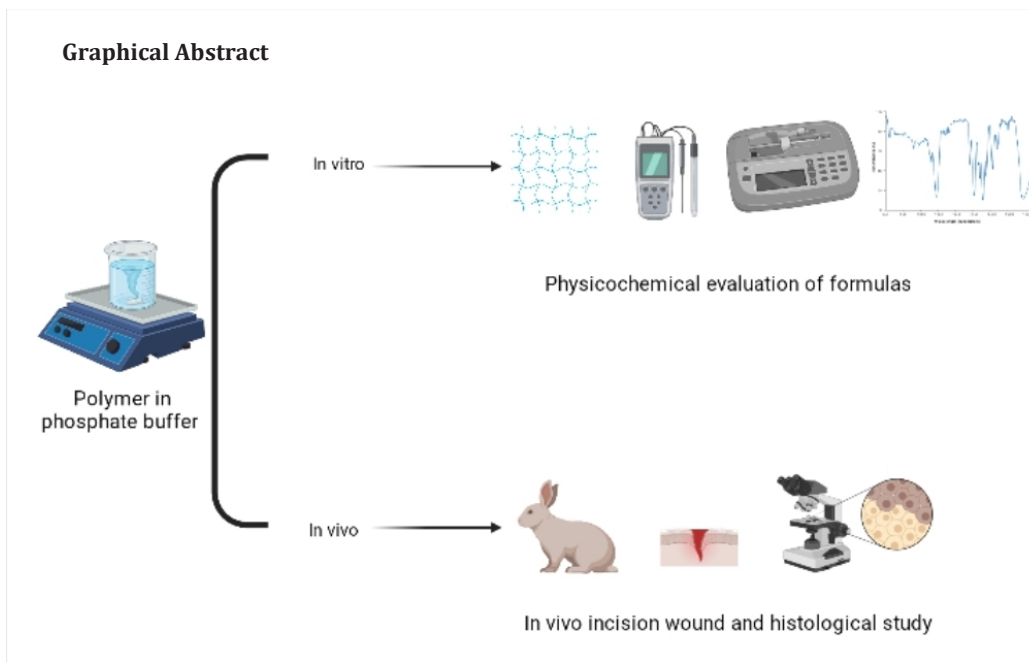 Graphical Abstract
In vitro
Physicochemical evaluation of formulas
Polymer in
phosphate buffer
In vivo
In vivo incision wound and histological study